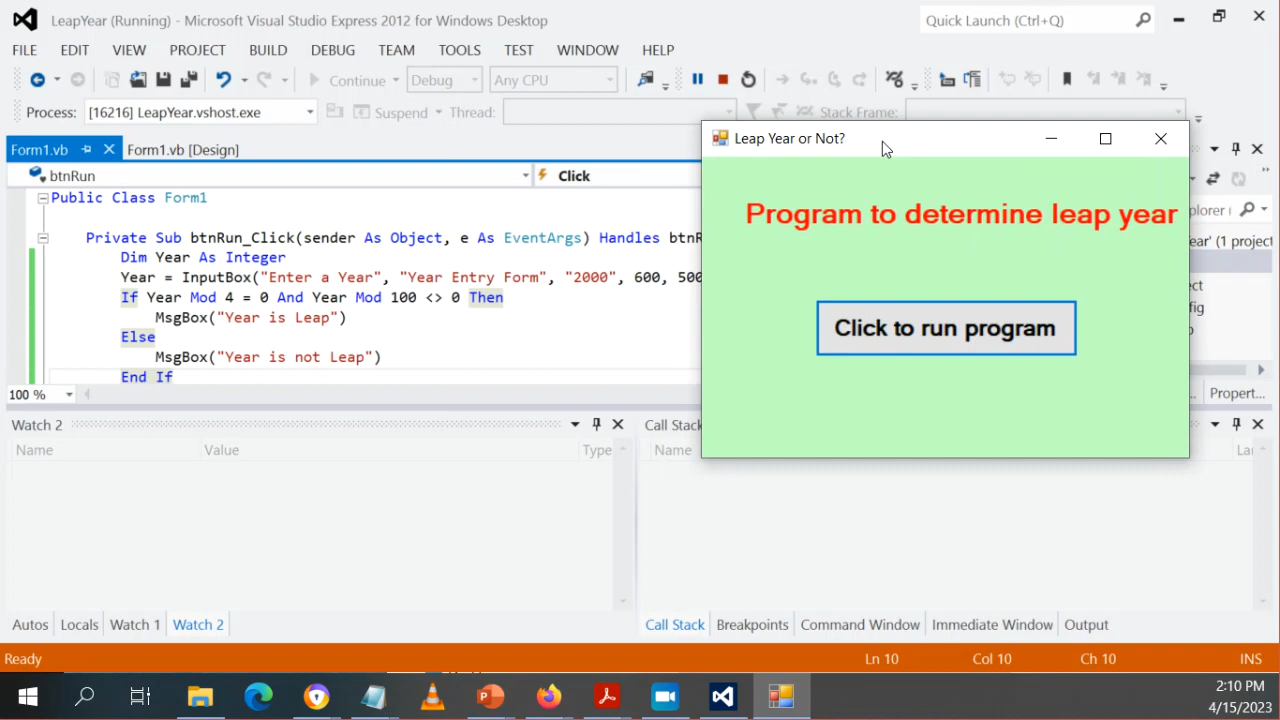 LeapYear (Running) - Microsoft Visual Studio Express 2012 for Windows Desktop
Quick Launch (Ctrl+Q)
FILE EDIT VIEW PROJECT BUILD DEBUG TEAM TOOLS TEST WINDOW HELP
Continue Debug Any CPU
Process: [16216] LeapYear.vshost.exe Suspend Thread: Stack Frame:
Form1.vb Form1.vb [Design]
btnRun Click
Public Class Form1
Private Sub btnRun_Click(sender As Object, e As EventArgs) Handles btnR
Dim Year As Integer
Year = InputBox("Enter a Year", "Year Entry Form", "2000", 600, 500
If Year Mod 4 = 0 And Year Mod 100 <> 0 Then
MsgBox("Year is Leap")
Else
MsgBox("Year is not Leap")
End If
100 %
Leap Year or Not?
Program to determine leap year
Click to run program
plorer
ear' (1 project
ect
fig
Propert...
Watch 2
Name Value Type
Call Stack
Name
Autos Locals Watch 1 Watch 2
Call Stack Breakpoints Command Window Immediate Window Output
Ready Ln 10 Col 10 Ch 10 INS
2:10 PM
4/15/2023